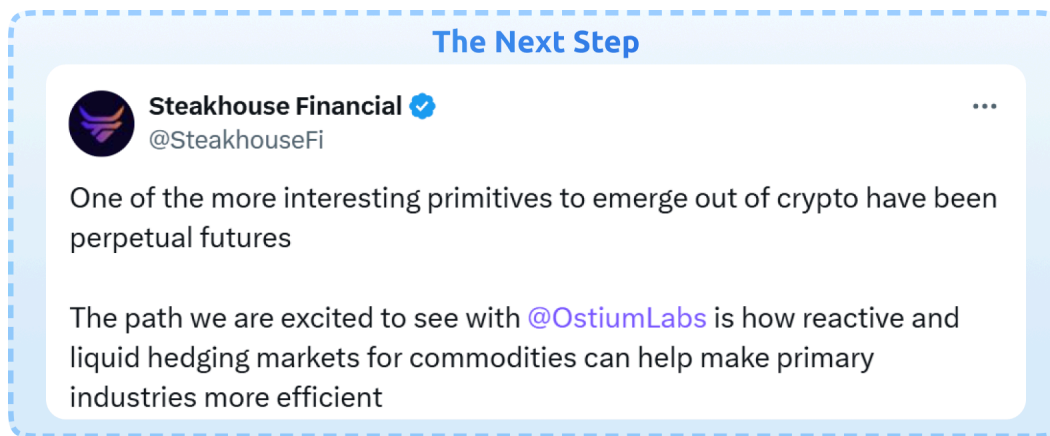 The Next Step
Steakhouse Financial
@SteakhouseFi
One of the more interesting primitives to emerge out of crypto have been
perpetual futures
The path we are excited to see with @OstiumLabs is how reactive and
liquid hedging markets for commodities can help make primary
industries more efficient